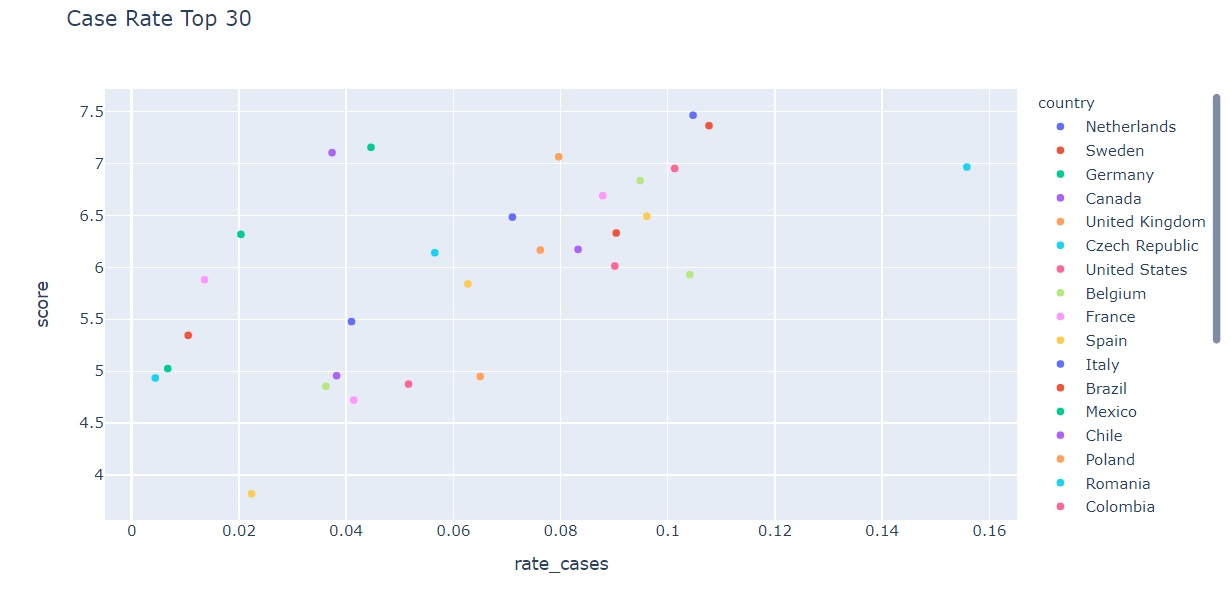 Case Rate Top 30
7.5
7
6.5
6
5.5
5
4.5
4
score
0 0.02 0.04 0.06 0.08 0.1 0.12 0.14 0.16
rate_cases
country
Netherlands
Sweden
Germany
Canada
United Kingdom
Czech Republic
United States
Belgium
France
Spain
Italy
Brazil
Mexico
Chile
Poland
Romania
Colombia